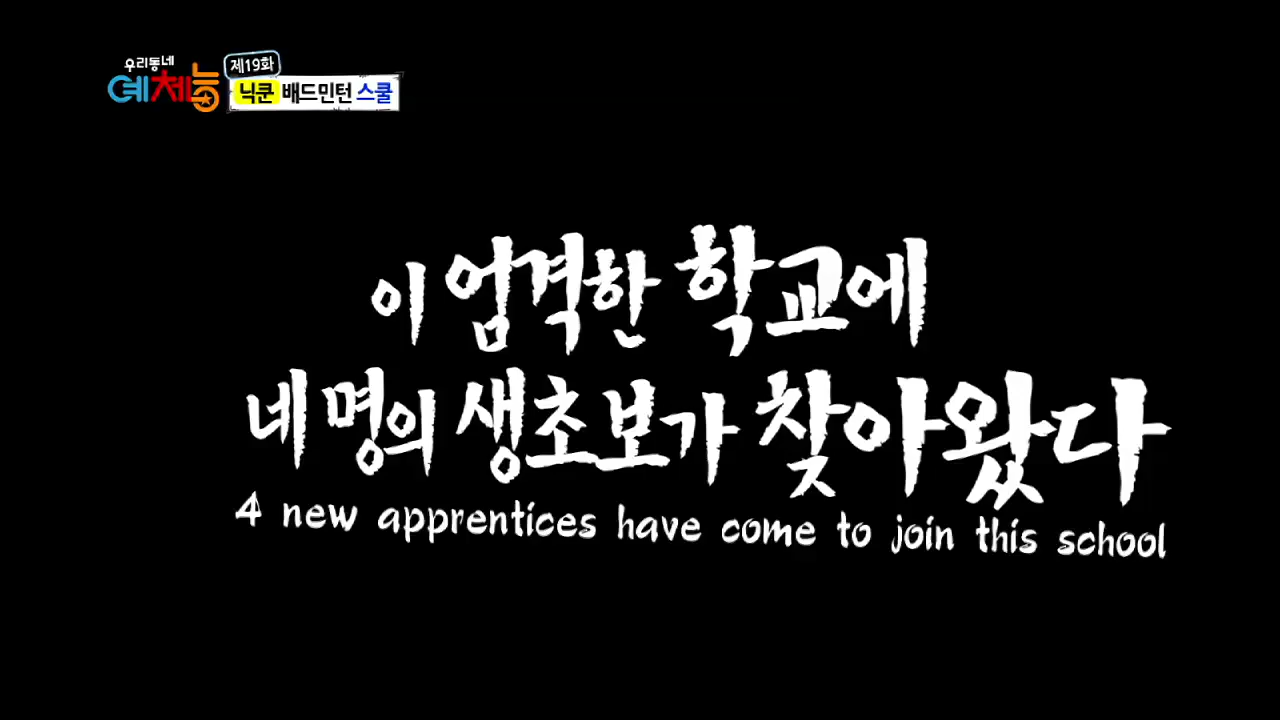 우리동네
예체능
제19화
닉쿤 배드민턴 스쿨
이 엄격한 학교에
네 명의 생초보가 찾아왔다
4 new apprentices have come to join this school